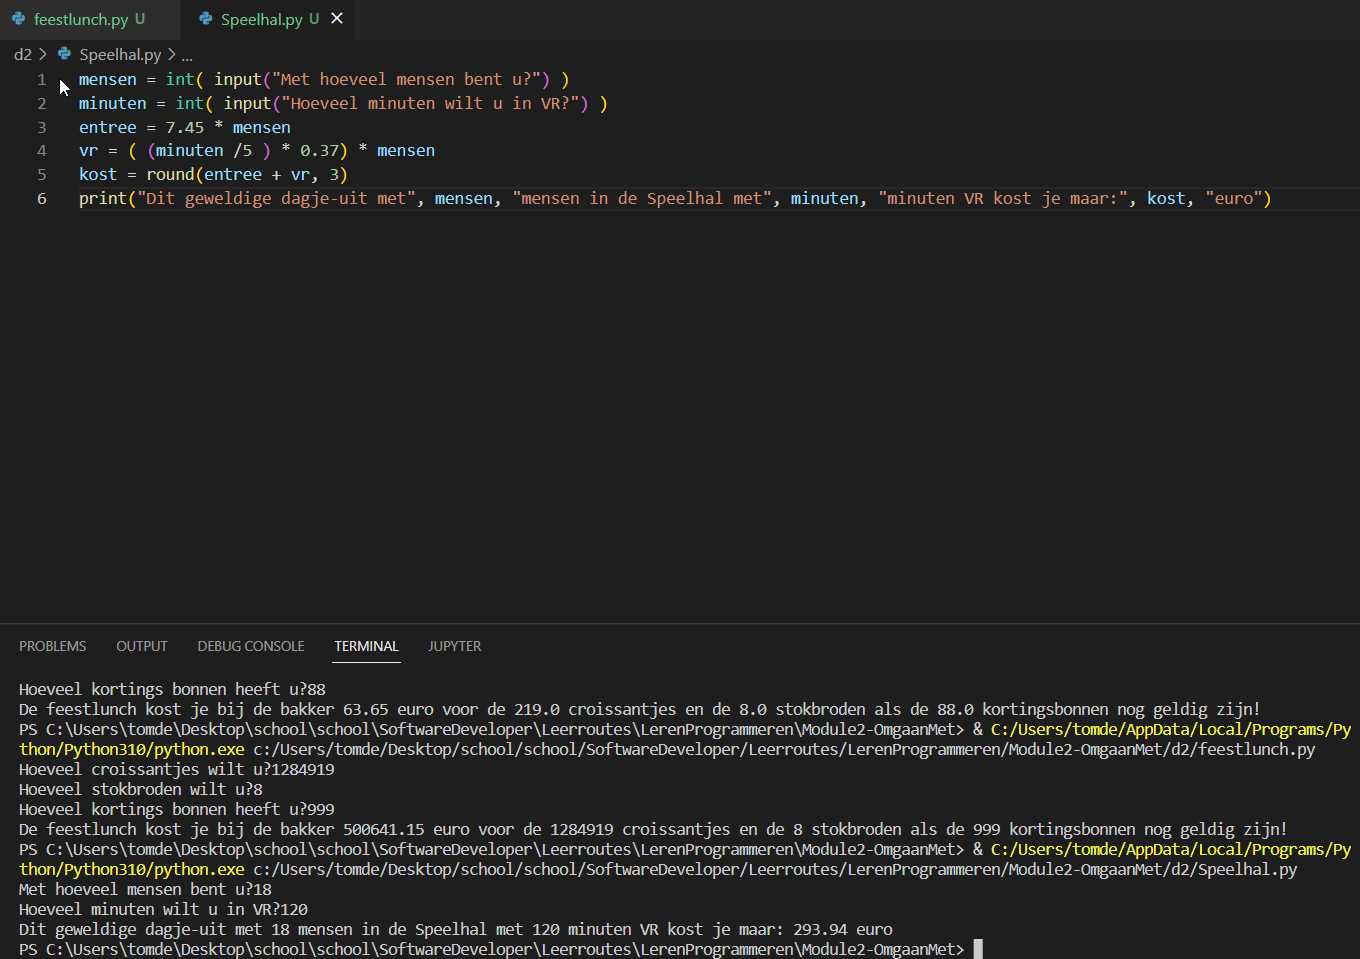 feestlunch.py U Speelhal.py U
d2 > Speelhal.py > ...
1 mensen = int( input("Met hoeveel mensen bent u?") )
2 minuten = int( input("Hoeveel minuten wilt u in VR?") )
3 entree = 7.45 * mensen
4 vr = ( (minuten /5 ) * 0.37) * mensen
5 kost = round(entree + vr, 3)
6 print("Dit geweldige dagje-uit met", mensen, "mensen in de Speelhal met", minuten, "minuten VR kost je maar:", kost, "euro")
PROBLEMS OUTPUT DEBUG CONSOLE TERMINAL JUPYTER
Hoeveel kortings bonnen heeft u?88
De feestlunch kost je bij de bakker 63.65 euro voor de 219.0 croissantjes en de 8.0 stokbroden als de 88.0 kortingsbonnen nog geldig zijn!
PS C:\Users\tomde\Desktop\school\school\SoftwareDeveloper\Leerroutes\LerenProgrammeren\Module2-OmgaanMet> & C:/Users/tomde/AppData/Local/Programs/Py
thon/Python310/python.exe c:/Users/tomde/Desktop/school/school/SoftwareDeveloper/Leerroutes/LerenProgrammeren/Module2-OmgaanMet/d2/feestlunch.py
Hoeveel croissantjes wilt u?1284919
Hoeveel stokbroden wilt u?8
Hoeveel kortings bonnen heeft u?999
De feestlunch kost je bij de bakker 500641.15 euro voor de 1284919 croissantjes en de 8 stokbroden als de 999 kortingsbonnen nog geldig zijn!
PS C:\Users\tomde\Desktop\school\school\SoftwareDeveloper\Leerroutes\LerenProgrammeren\Module2-OmgaanMet> & C:/Users/tomde/AppData/Local/Programs/Py
thon/Python310/python.exe c:/Users/tomde/Desktop/school/school/SoftwareDeveloper/Leerroutes/LerenProgrammeren/Module2-OmgaanMet/d2/Speelhal.py
Met hoeveel mensen bent u?18
Hoeveel minuten wilt u in VR?120
Dit geweldige dagje-uit met 18 mensen in de Speelhal met 120 minuten VR kost je maar: 293.94 euro
PS C:\Users\tomde\Desktop\school\school\SoftwareDeveloper\Leerroutes\LerenProgrammeren\Module2-OmgaanMet>